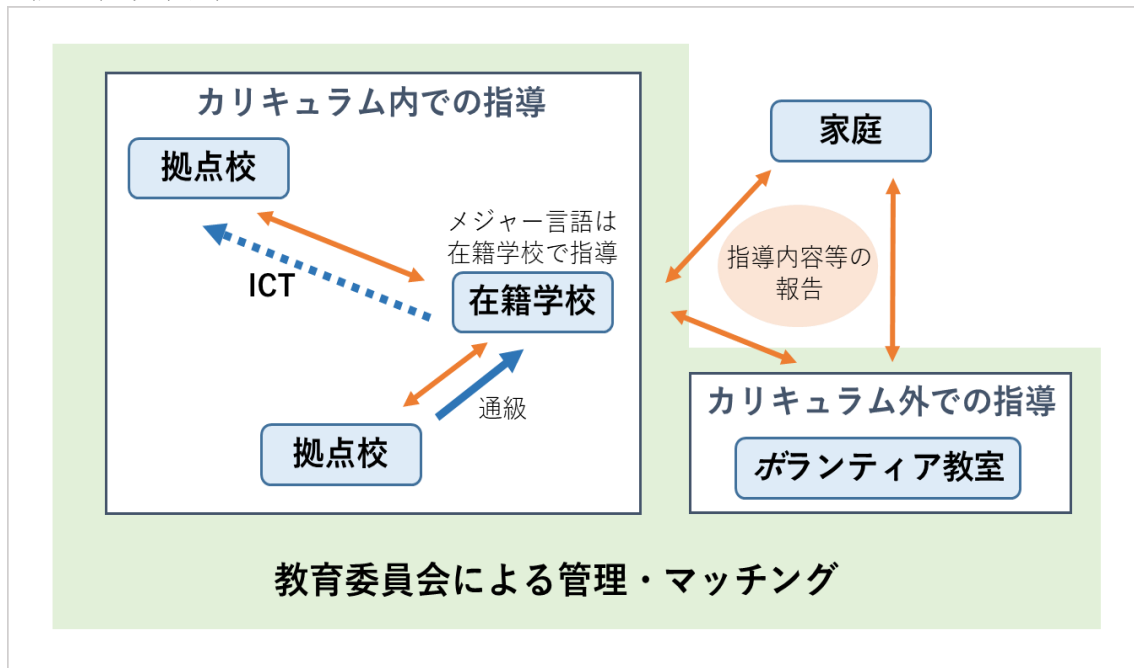 カリキュラム内での指導
拠点校
メジャー言語は
在籍学校で指導
ICT
在籍学校
通級
拠点校
家庭
指導内容等の
報告
カリキュラム外での指導
ボランティア教室
教育委員会による管理・マッチング